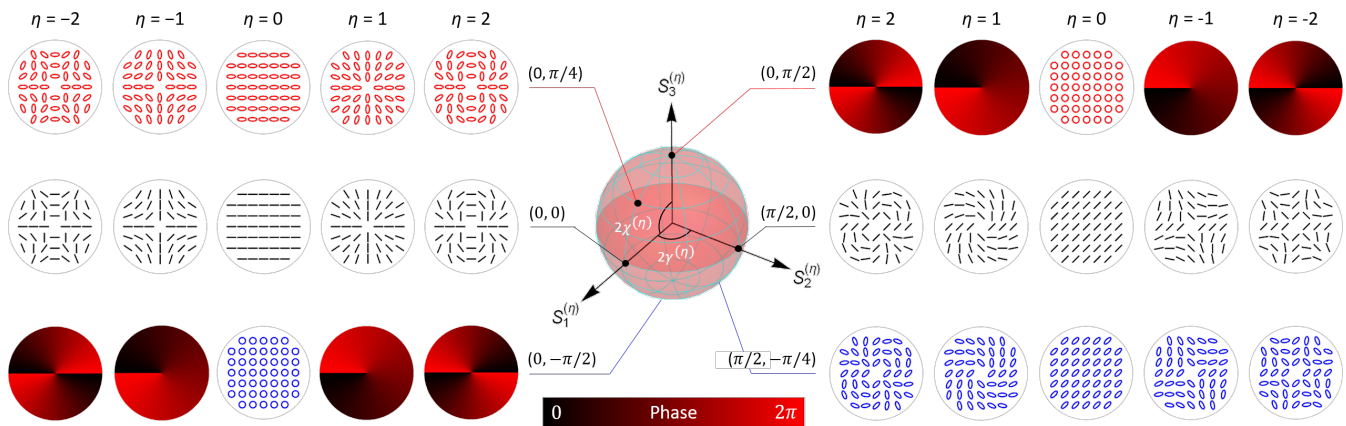 η = −2 η = −1 η = 0 η = 1 η = 2
η = 2 η = 1 η = 0 η = -1 η = -2
(0, π/4)
(0, π/2)
S₃⁽η⁾
(0, 0)
(π/2, 0)
2χ⁽η⁾
2γ⁽η⁾
S₂⁽η⁾
S₁⁽η⁾
(0, −π/2)
(π/2, −π/4)
0 Phase 2π